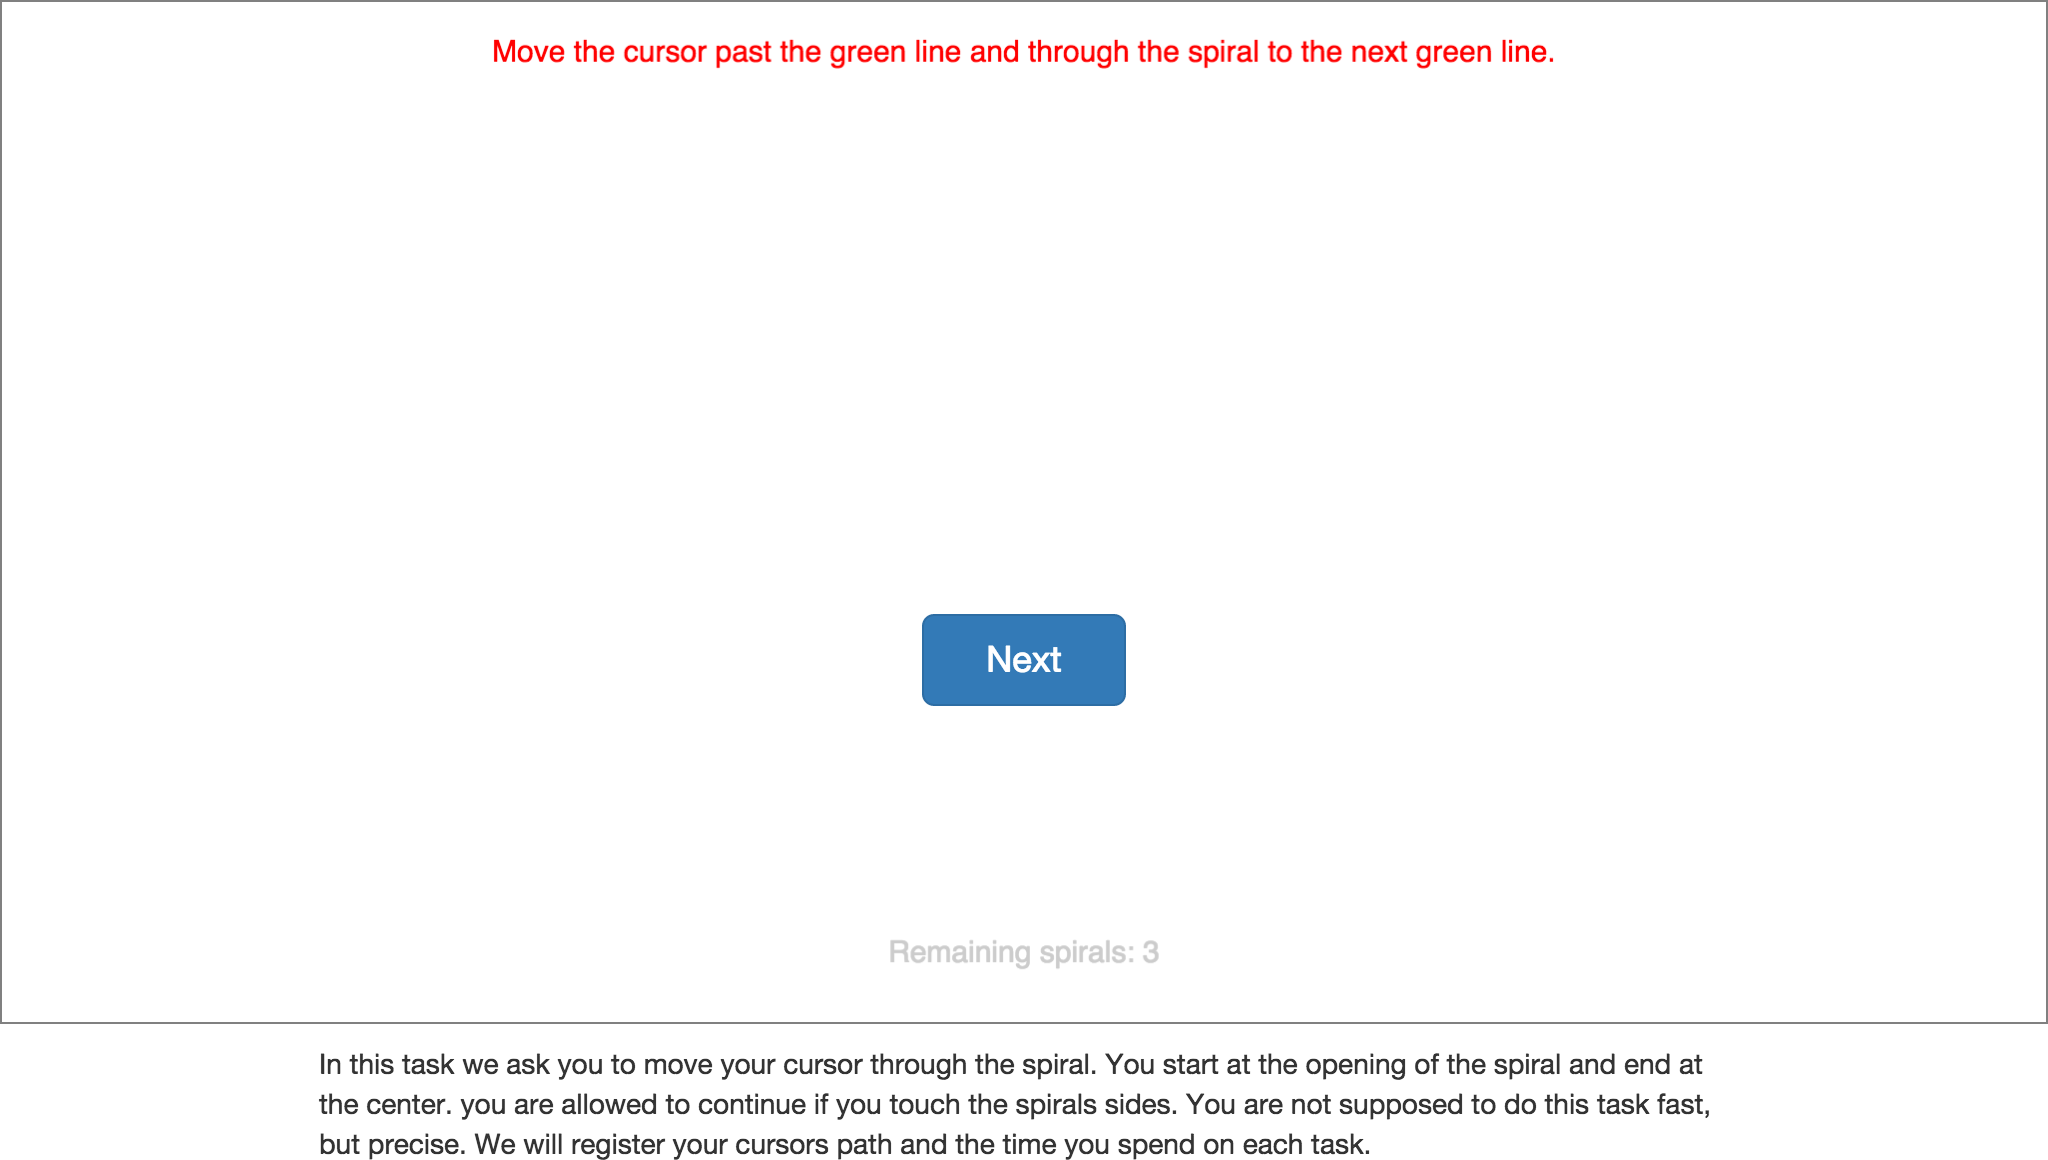 Move the cursor past the green line and through the spiral to the next green line.
Next
Remaining spirals: 3
In this task we ask you to move your cursor through the spiral. You start at the opening of the spiral and end at
the center. you are allowed to continue if you touch the spirals sides. You are not supposed to do this task fast,
but precise. We will register your cursors path and the time you spend on each task.